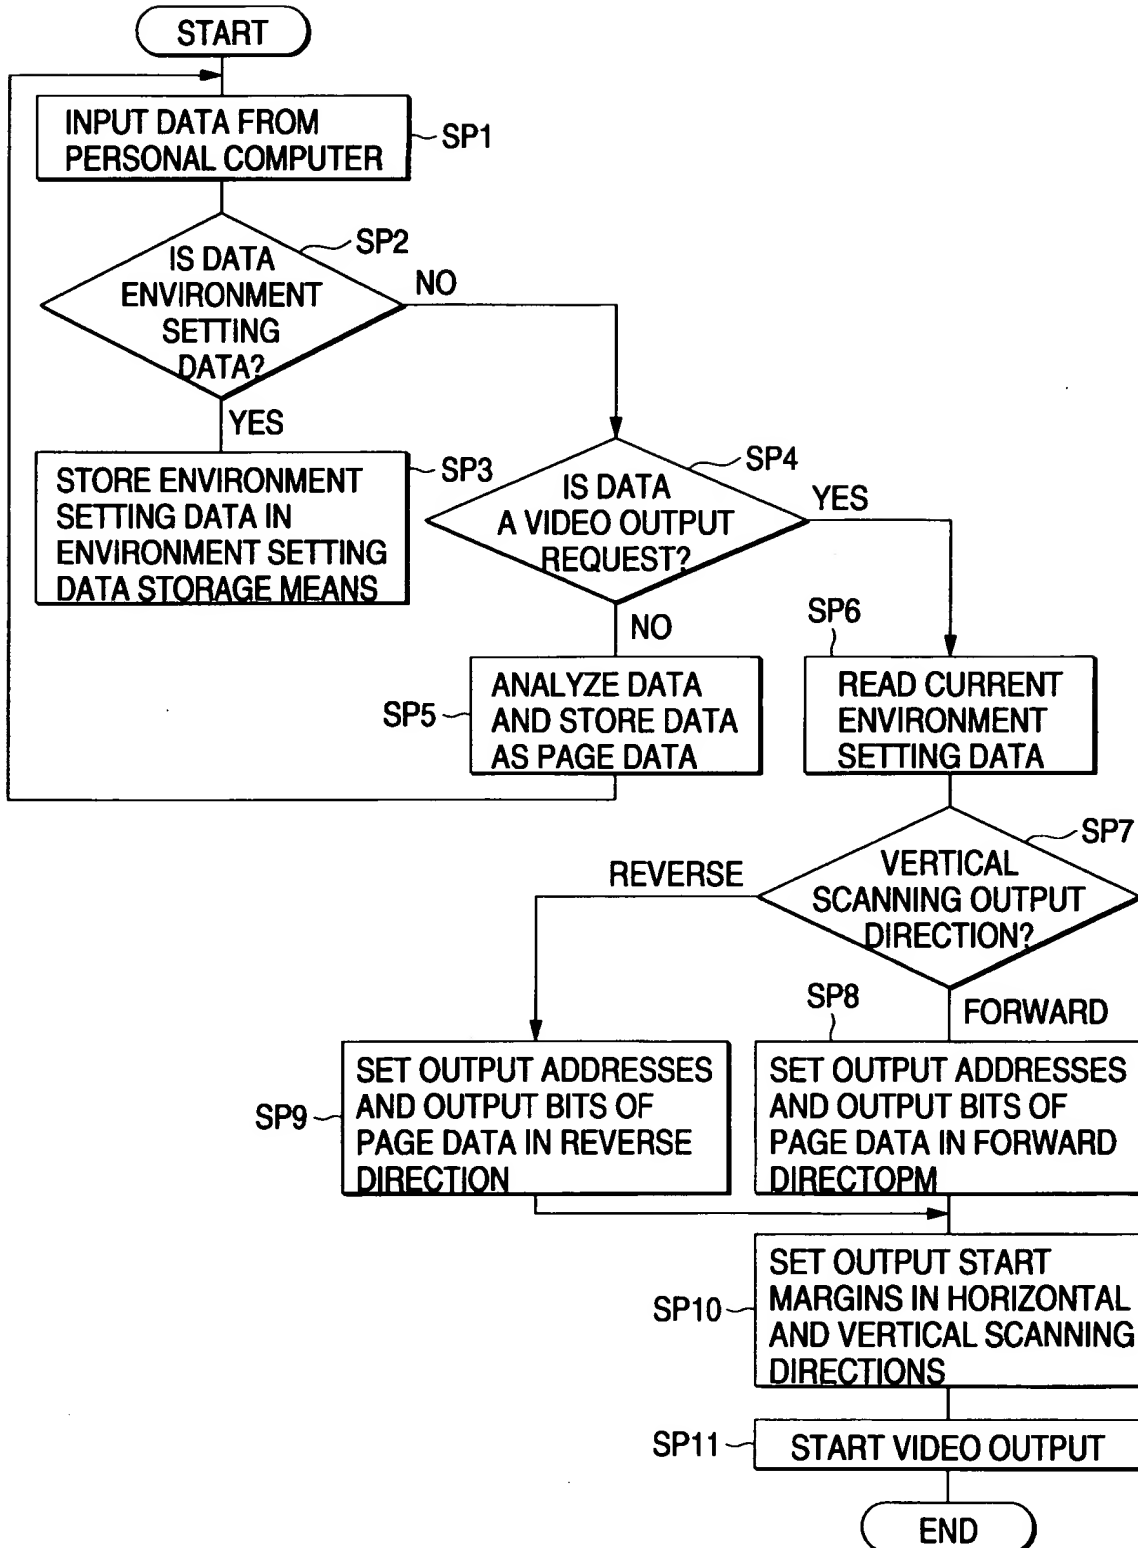 START
INPUT DATA FROM
PERSONAL COMPUTER
SP1
IS DATA
ENVIRONMENT
SETTING
DATA?
SP2
NO
YES
STORE ENVIRONMENT
SETTING DATA IN
ENVIRONMENT SETTING
DATA STORAGE MEANS
SP3
IS DATA
A VIDEO OUTPUT
REQUEST?
SP4
YES
NO
ANALYZE DATA
AND STORE DATA
AS PAGE DATA
SP5
SP6
READ CURRENT
ENVIRONMENT
SETTING DATA
VERTICAL
SCANNING OUTPUT
DIRECTION?
SP7
REVERSE
FORWARD
SP8
SET OUTPUT ADDRESSES
AND OUTPUT BITS OF
PAGE DATA IN REVERSE
DIRECTION
SP9
SET OUTPUT ADDRESSES
AND OUTPUT BITS OF
PAGE DATA IN FORWARD
DIRECTOPM
SET OUTPUT START
MARGINS IN HORIZONTAL
AND VERTICAL SCANNING
DIRECTIONS
SP10
SP11
START VIDEO OUTPUT
END